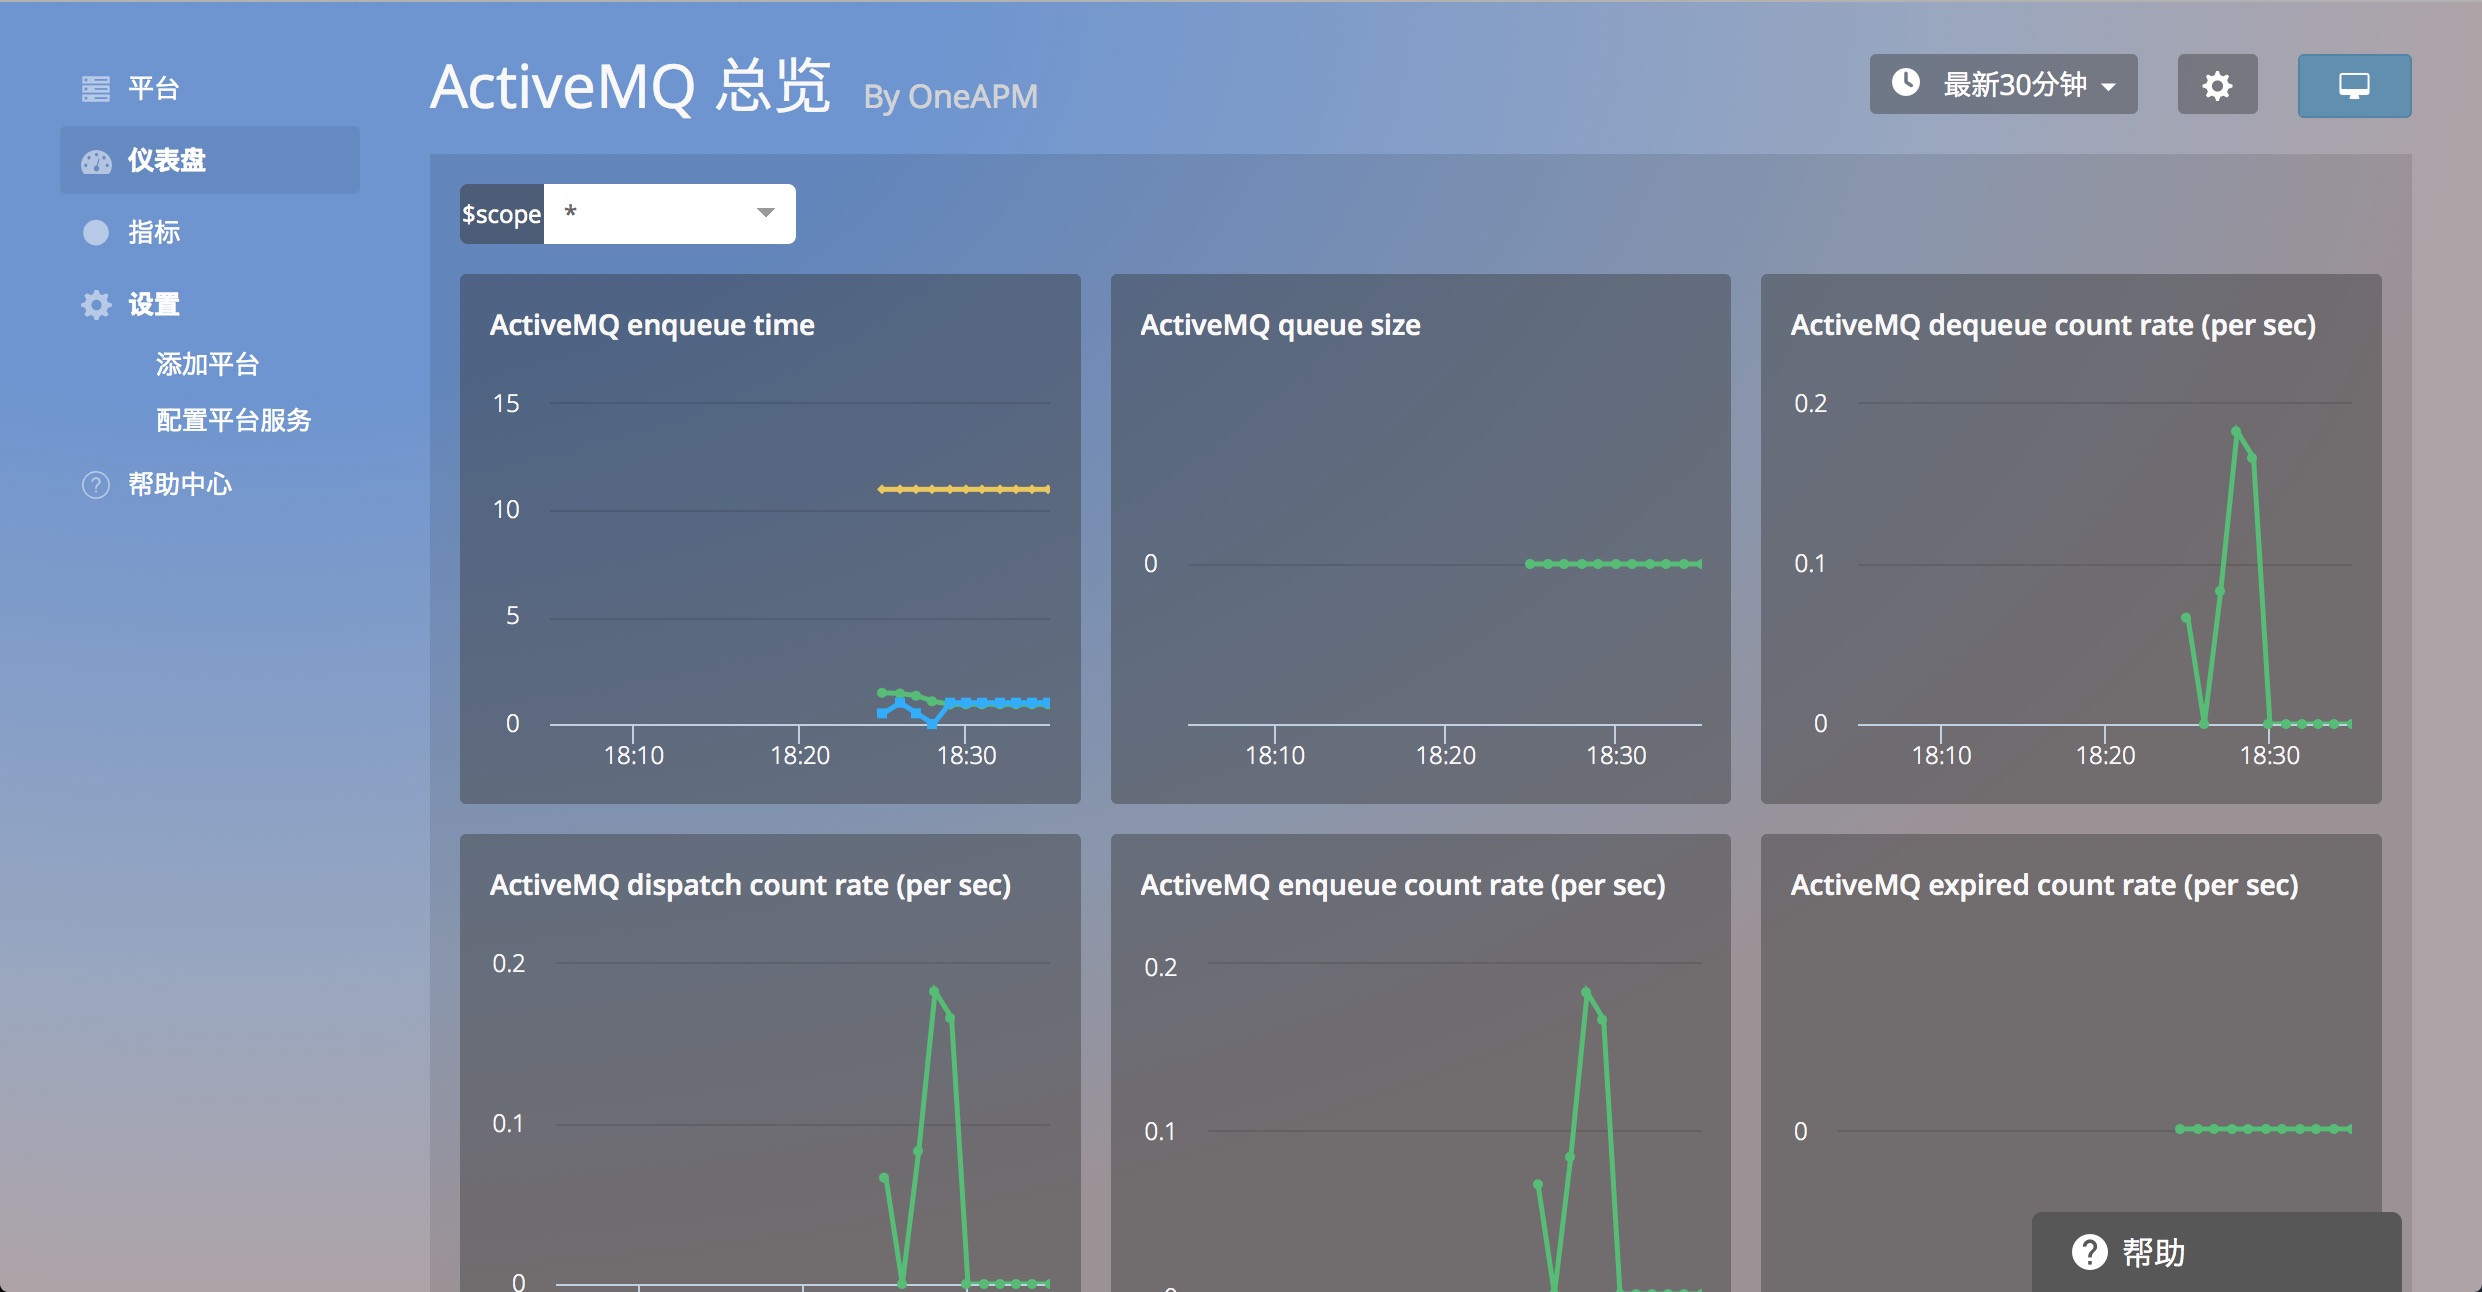 平台
仪表盘
指标
设置
添加平台
配置平台服务
帮助中心
ActiveMQ 总览 By OneAPM
最新30分钟
$scope *
ActiveMQ enqueue time
15
10
5
0
18:10 18:20 18:30
ActiveMQ queue size
0
18:10 18:20 18:30
ActiveMQ dequeue count rate (per sec)
0.2
0.1
0
18:10 18:20 18:30
ActiveMQ dispatch count rate (per sec)
0.2
0.1
0
ActiveMQ enqueue count rate (per sec)
0.2
0.1
ActiveMQ expired count rate (per sec)
0
? 帮助